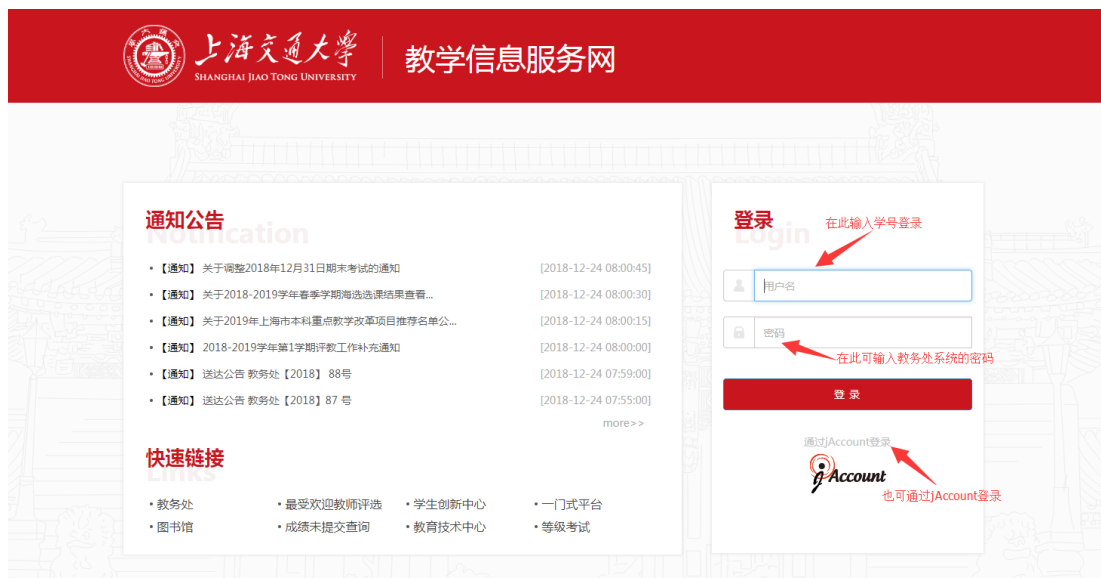 上海交通大學
SHANGHAI JIAO TONG UNIVERSITY
教学信息服务网
通知公告
Notification
• 【通知】 关于调整2018年12月31日期末考试的通知 [2018-12-24 08:00:45]
• 【通知】 关于2018-2019学年春季学期海选选课结果查看... [2018-12-24 08:00:30]
• 【通知】 关于2019年上海市本科重点教学改革项目推荐名单公... [2018-12-24 08:00:15]
• 【通知】 2018-2019学年第1学期评教工作补充通知 [2018-12-24 08:00:00]
• 【通知】 送达公告 教务处【2018】 88号 [2018-12-24 07:59:00]
• 【通知】 送达公告 教务处【2018】87 号 [2018-12-24 07:55:00]
more>>
快速链接
Links
• 教务处 • 最受欢迎教师评选 • 学生创新中心 • 一门式平台
• 图书馆 • 成绩未提交查询 • 教育技术中心 • 等级考试
登录
Login
在此输入学号登录
用户名
密码
在此可输入教务处系统的密码
登 录
通过jAccount登录
jAccount
也可通过JAccount登录